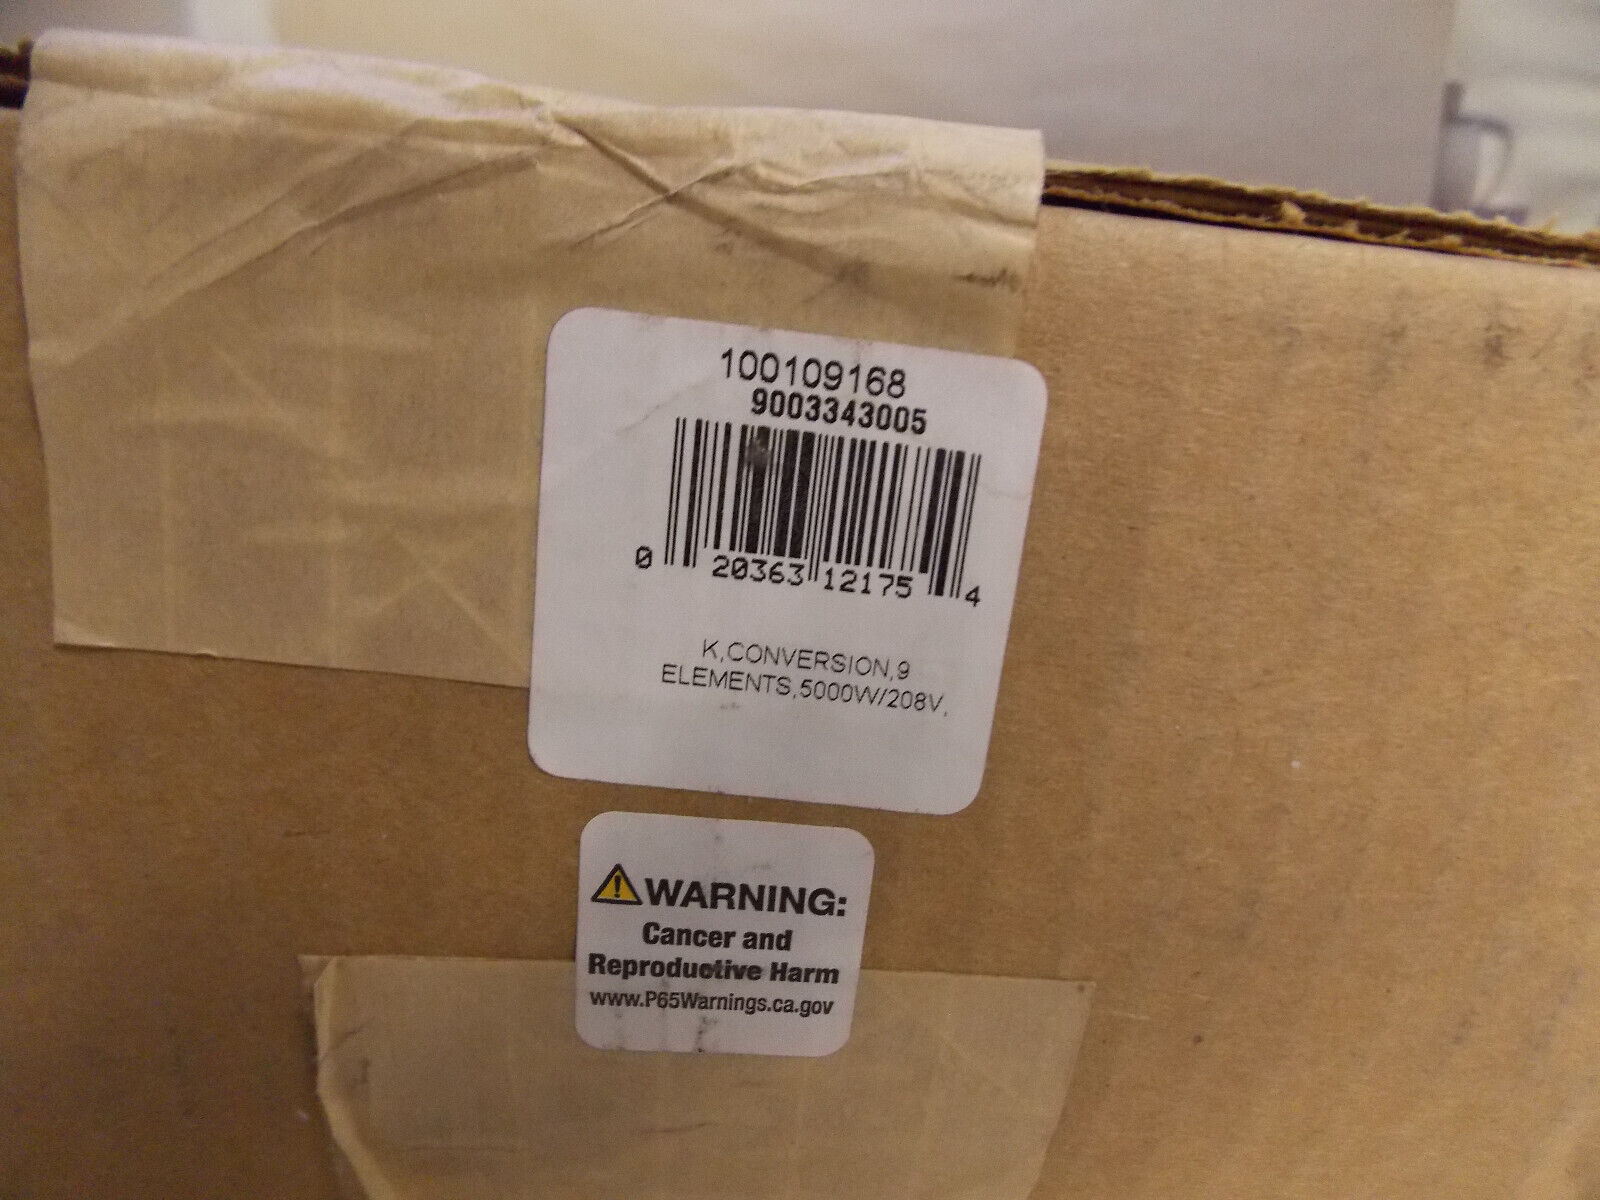 100109168
9003343005
0 20363 12175 4
K,CONVERSION,9
ELEMENTS,5000W/208V,
WARNING:
Cancer and
Reproductive Harm
www.P65Warnings.ca.gov